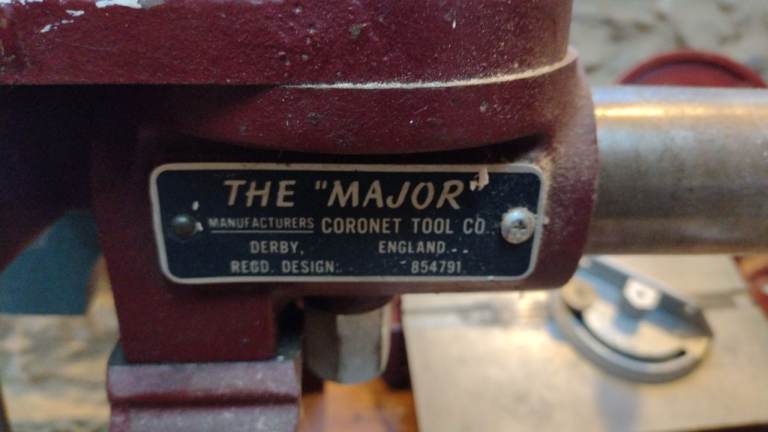 THE "MAJOR"
MANUFACTURERS CORONET TOOL CO.
DERBY, ENGLAND.
REGD. DESIGN: 854791